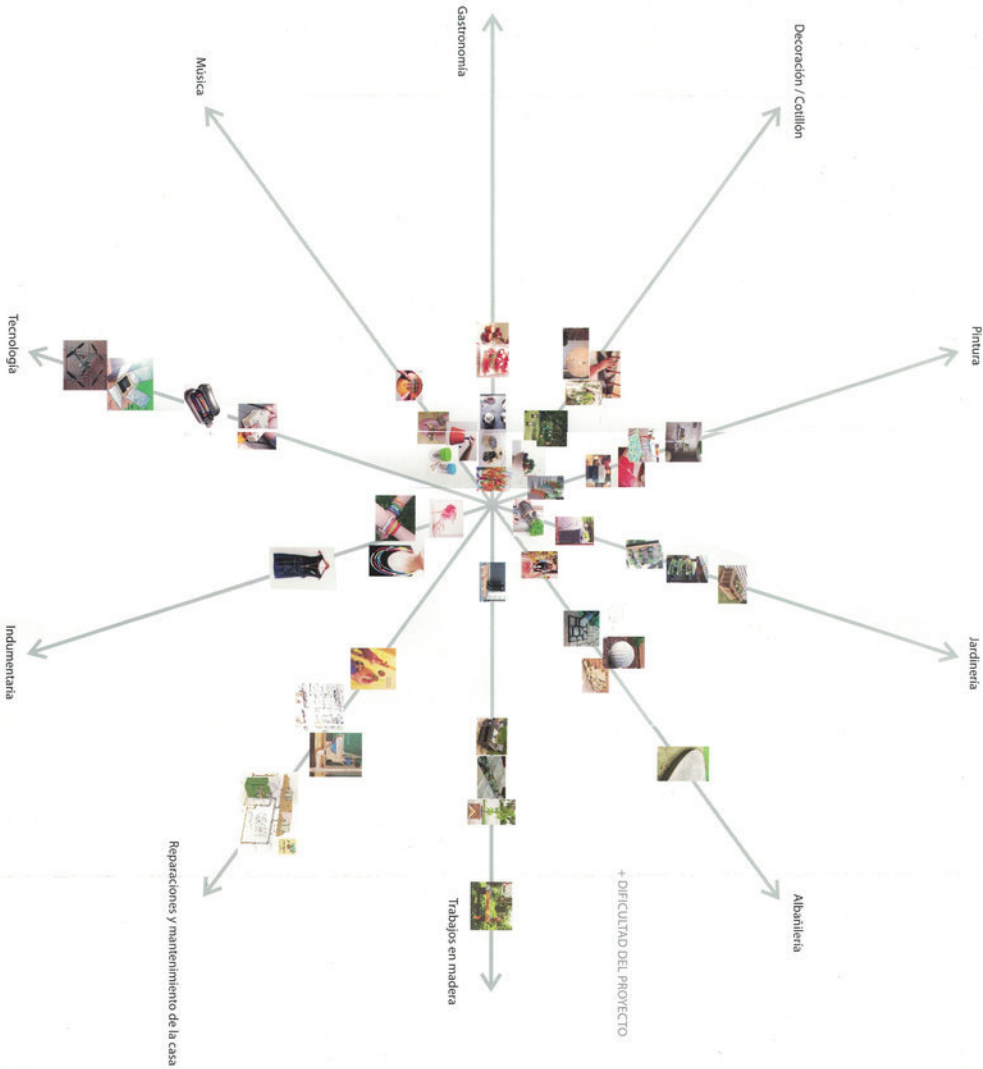 Gastronomía
Decoración / Cotillón
Música
Pintura
Tecnología
Jardinería
Indumentaria
Albañilería
+ DIFICULTAD DEL PROYECTO
Trabajos en madera
Reparaciones y mantenimiento de la casa